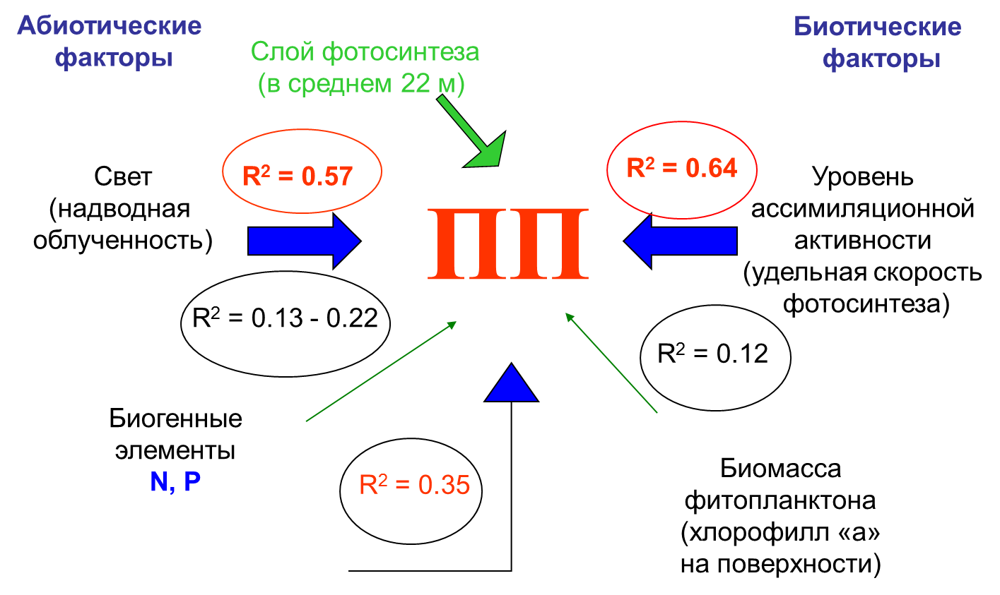 Абиотические
факторы
Биотические
факторы
Слой фотосинтеза
(в среднем 22 м)
R² = 0.57
R² = 0.64
Свет
(надводная
облученность)
ПП
Уровень
ассимиляционной
активности
(удельная скорость
фотосинтеза)
R² = 0.13 - 0.22
R² = 0.12
Биогенные
элементы
N, P
R² = 0.35
Биомасса
фитопланктона
(хлорофилл «а»
на поверхности)